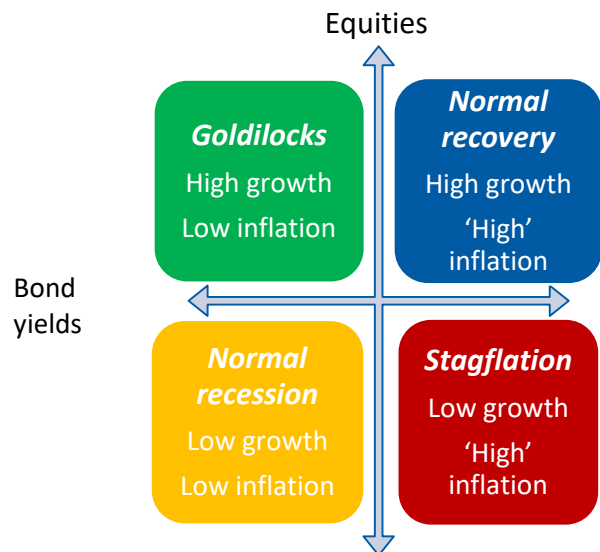 Equities
Goldilocks
High growth
Low inflation
Normal
recovery
High growth
‘High’
inflation
Bond
yields
Normal
recession
Low growth
Low inflation
Stagflation
Low growth
‘High’
inflation